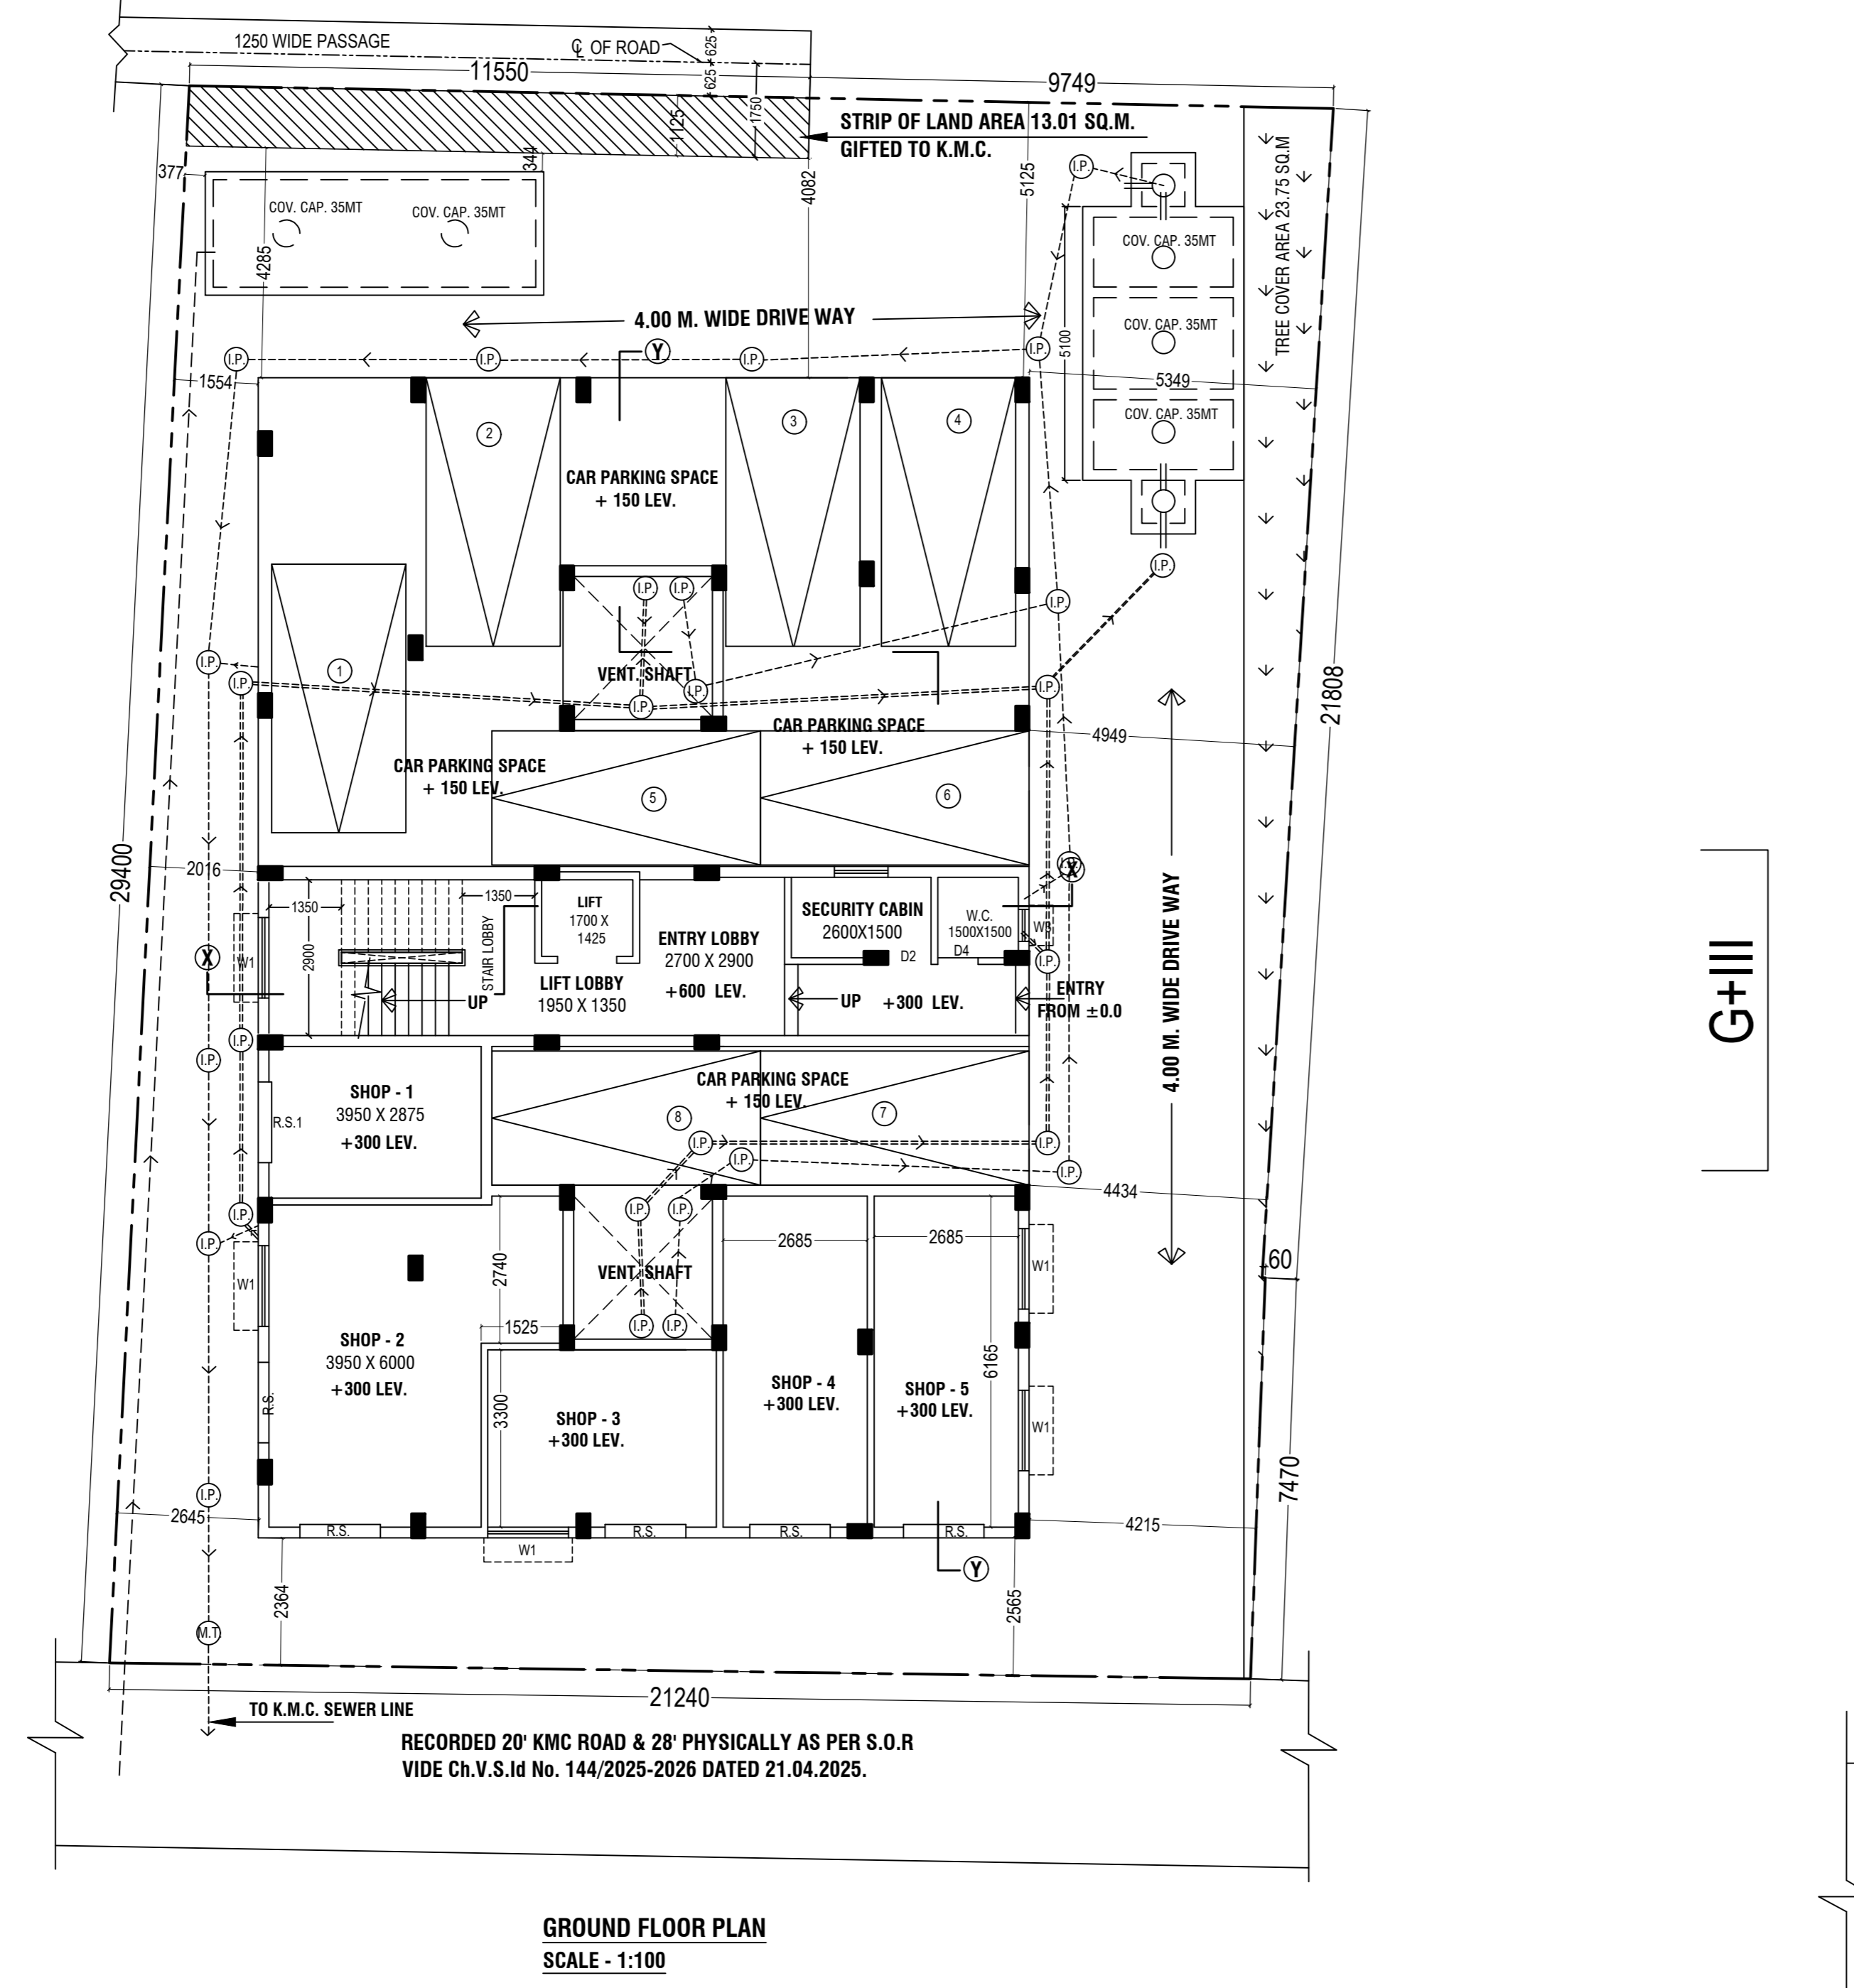 1250 WIDE PASSAGE
℄ OF ROAD
625 625
11550
9749
1750
1125
STRIP OF LAND AREA 13.01 SQ.M.
GIFTED TO K.M.C.
377
344
4082
5125
I.P.
COV. CAP. 35MT
COV. CAP. 35MT
4285
COV. CAP. 35MT
COV. CAP. 35MT
COV. CAP. 35MT
5100
TREE COVER AREA 23.75 SQ.M
4.00 M. WIDE DRIVE WAY
I.P. I.P. I.P. I.P.
Y
1554
5349
2
3
4
CAR PARKING SPACE
+ 150 LEV.
I.P.
I.P. I.P. I.P.
1
VENT. SHAFT
I.P.
I.P. I.P. I.P. I.P.
21808
CAR PARKING SPACE
+ 150 LEV.
4949
CAR PARKING SPACE
+ 150 LEV.
5
6
29400
2016
I.P.
X
1350
1350
2900
STAIR LOBBY
LIFT
1700 X
1425
ENTRY LOBBY
2700 X 2900
+600 LEV.
SECURITY CABIN
2600X1500
D2
W.C.
1500X1500
D4
X
W1
I.P.
LIFT LOBBY
1950 X 1350
UP
UP
+300 LEV.
ENTRY
FROM ±0.0
4.00 M. WIDE DRIVE WAY
G+III
I.P.
I.P.
SHOP - 1
3950 X 2875
+300 LEV.
R.S.1
CAR PARKING SPACE
+ 150 LEV.
8
7
I.P. I.P.
I.P. I.P.
4434
I.P. I.P. I.P.
I.P.
2740
2685
2685
60
W1
VENT. SHAFT
W1
I.P. I.P.
1525
SHOP - 2
3950 X 6000
+300 LEV.
R.S.
3300
SHOP - 3
+300 LEV.
SHOP - 4
+300 LEV.
SHOP - 5
+300 LEV.
6165
W1
7470
I.P.
2645
R.S.
R.S.
R.S.
R.S.
4215
W1
Y
2364
2565
M.T.
21240
TO K.M.C. SEWER LINE
RECORDED 20' KMC ROAD & 28' PHYSICALLY AS PER S.O.R
VIDE Ch.V.S.Id No. 144/2025-2026 DATED 21.04.2025.
GROUND FLOOR PLAN
SCALE - 1:100